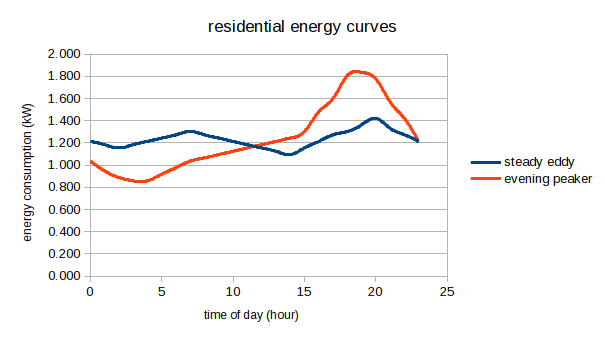 residential energy curves
2.000
1.800
1.600
1.400
1.200
1.000
0.800
0.600
0.400
0.200
0.000
energy consumption (kW)
0 5 10 15 20 25
time of day (hour)
steady eddy
evening peaker